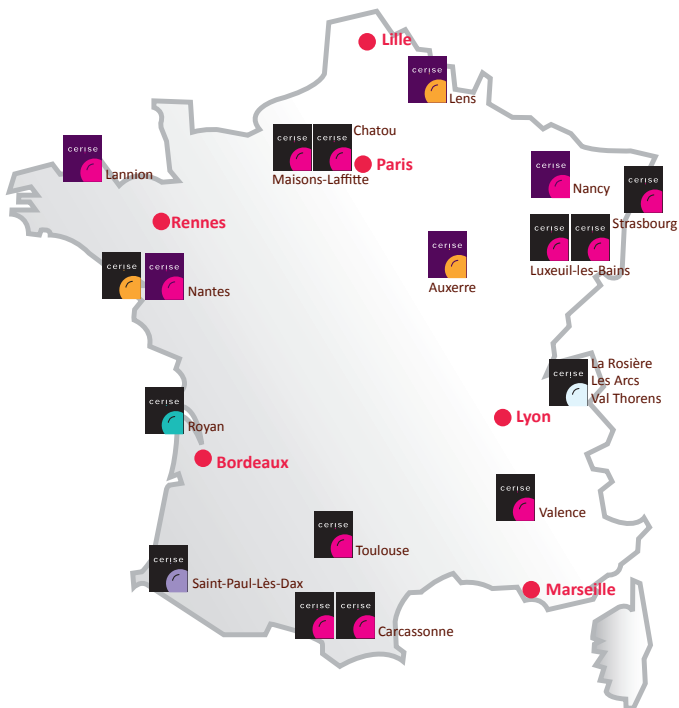 Lille
cerise
Lens
Chatou
cerise
cerise
Paris
Maisons-Laffitte
cerise
Lannion
cerise
Nancy
cerise
Strasbourg
Rennes
cerise
cerise
Luxeuil-les-Bains
cerise
Auxerre
cerise
cerise
Nantes
La Rosière
cerise
Les Arcs
Val Thorens
cerise
Royan
Lyon
Bordeaux
cerise
Valence
cerise
Toulouse
cerise
Saint-Paul-Lès-Dax
Marseille
cerise
cerise
Carcassonne